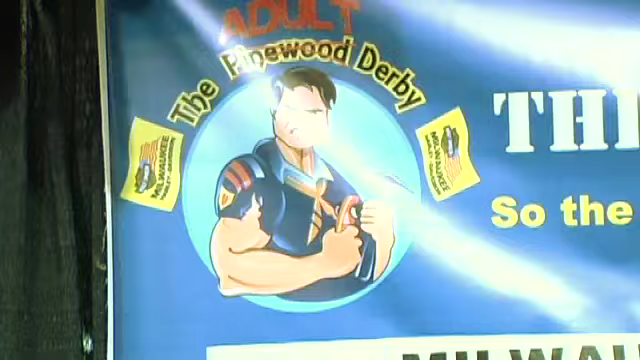 ADULT
The Pinewood Derby
MILWAUKEE
MILWAUKEE
THI
So the
MILWAU